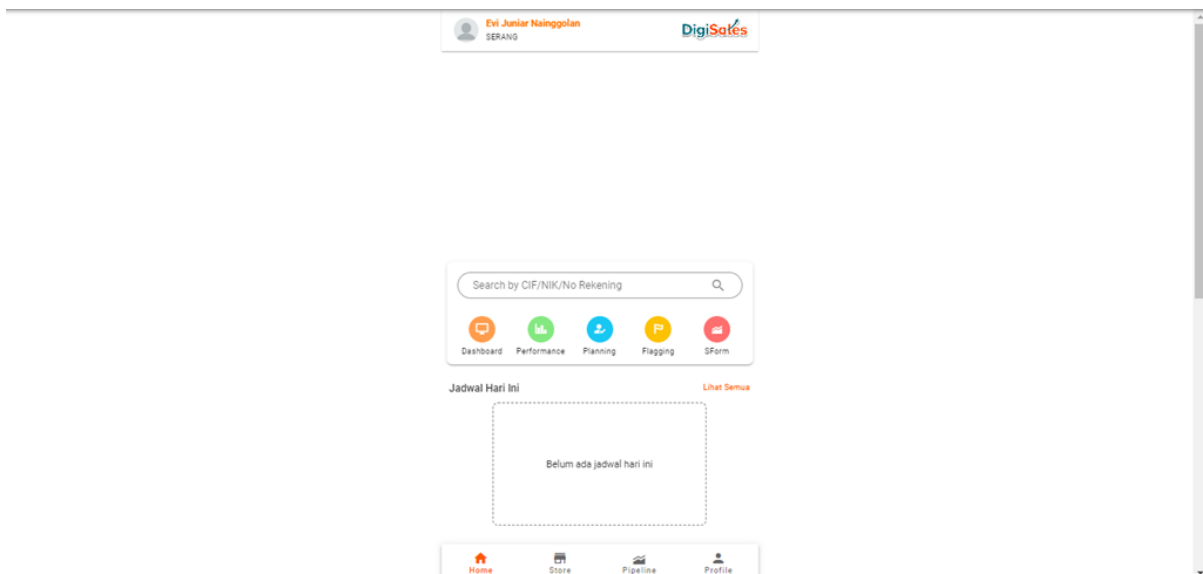 Evi Juniar Nainggolan
SERANG
DigiSales
Search by CIF/NIK/No Rekening
Dashboard Performance Planning Flagging SForm
Jadwal Hari Ini Lihat Semua
Belum ada jadwal hari ini
Home Store Pipeline Profile